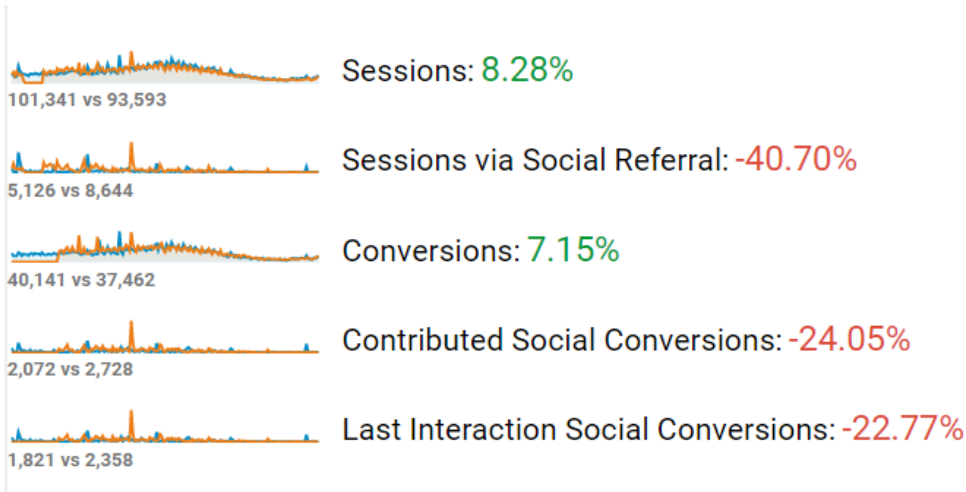 Sessions: 8.28%
101,341 vs 93,593
Sessions via Social Referral: -40.70%
5,126 vs 8,644
Conversions: 7.15%
40,141 vs 37,462
Contributed Social Conversions: -24.05%
2,072 vs 2,728
Last Interaction Social Conversions: -22.77%
1,821 vs 2,358